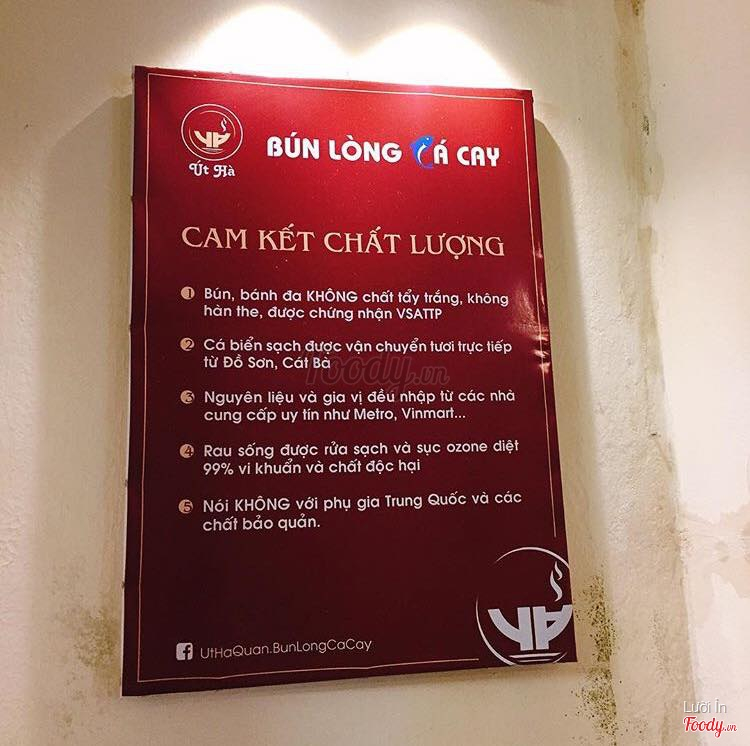 Út Hà
BÚN LÒNG CÁ CAY
CAM KẾT CHẤT LƯỢNG
1 Bún, bánh đa KHÔNG chất tẩy trắng, không
hàn the, được chứng nhận VSATTP
2 Cá biển sạch được vận chuyển tươi trực tiếp
từ Đồ Sơn, Cát Bà
3 Nguyên liệu và gia vị đều nhập từ các nhà
cung cấp uy tín như Metro, Vinmart...
4 Rau sống được rửa sạch và sục ozone diệt
99% vi khuẩn và chất độc hại
5 Nói KHÔNG với phụ gia Trung Quốc và các
chất bảo quản.
UtHaQuan.BunLongCaCay
foody.vn
Lười Ỉn
Foody.vn